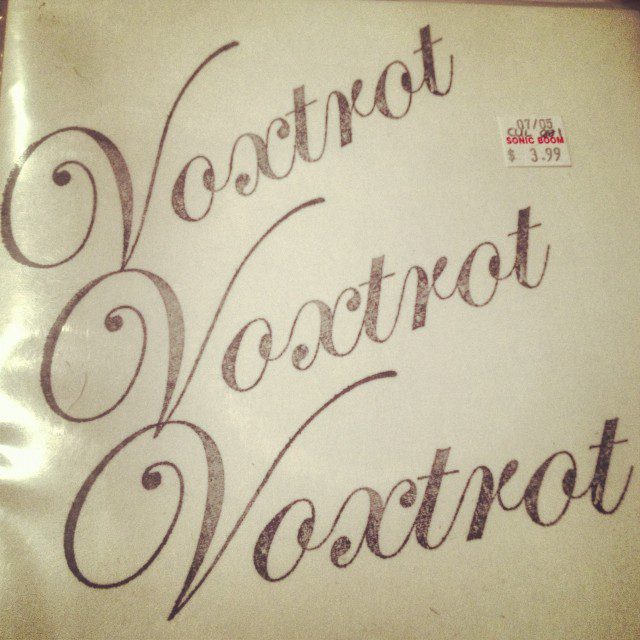 Voxtrot
07/05
SONIC BOOM
$ 3.99
Voxtrot
Voxtrot